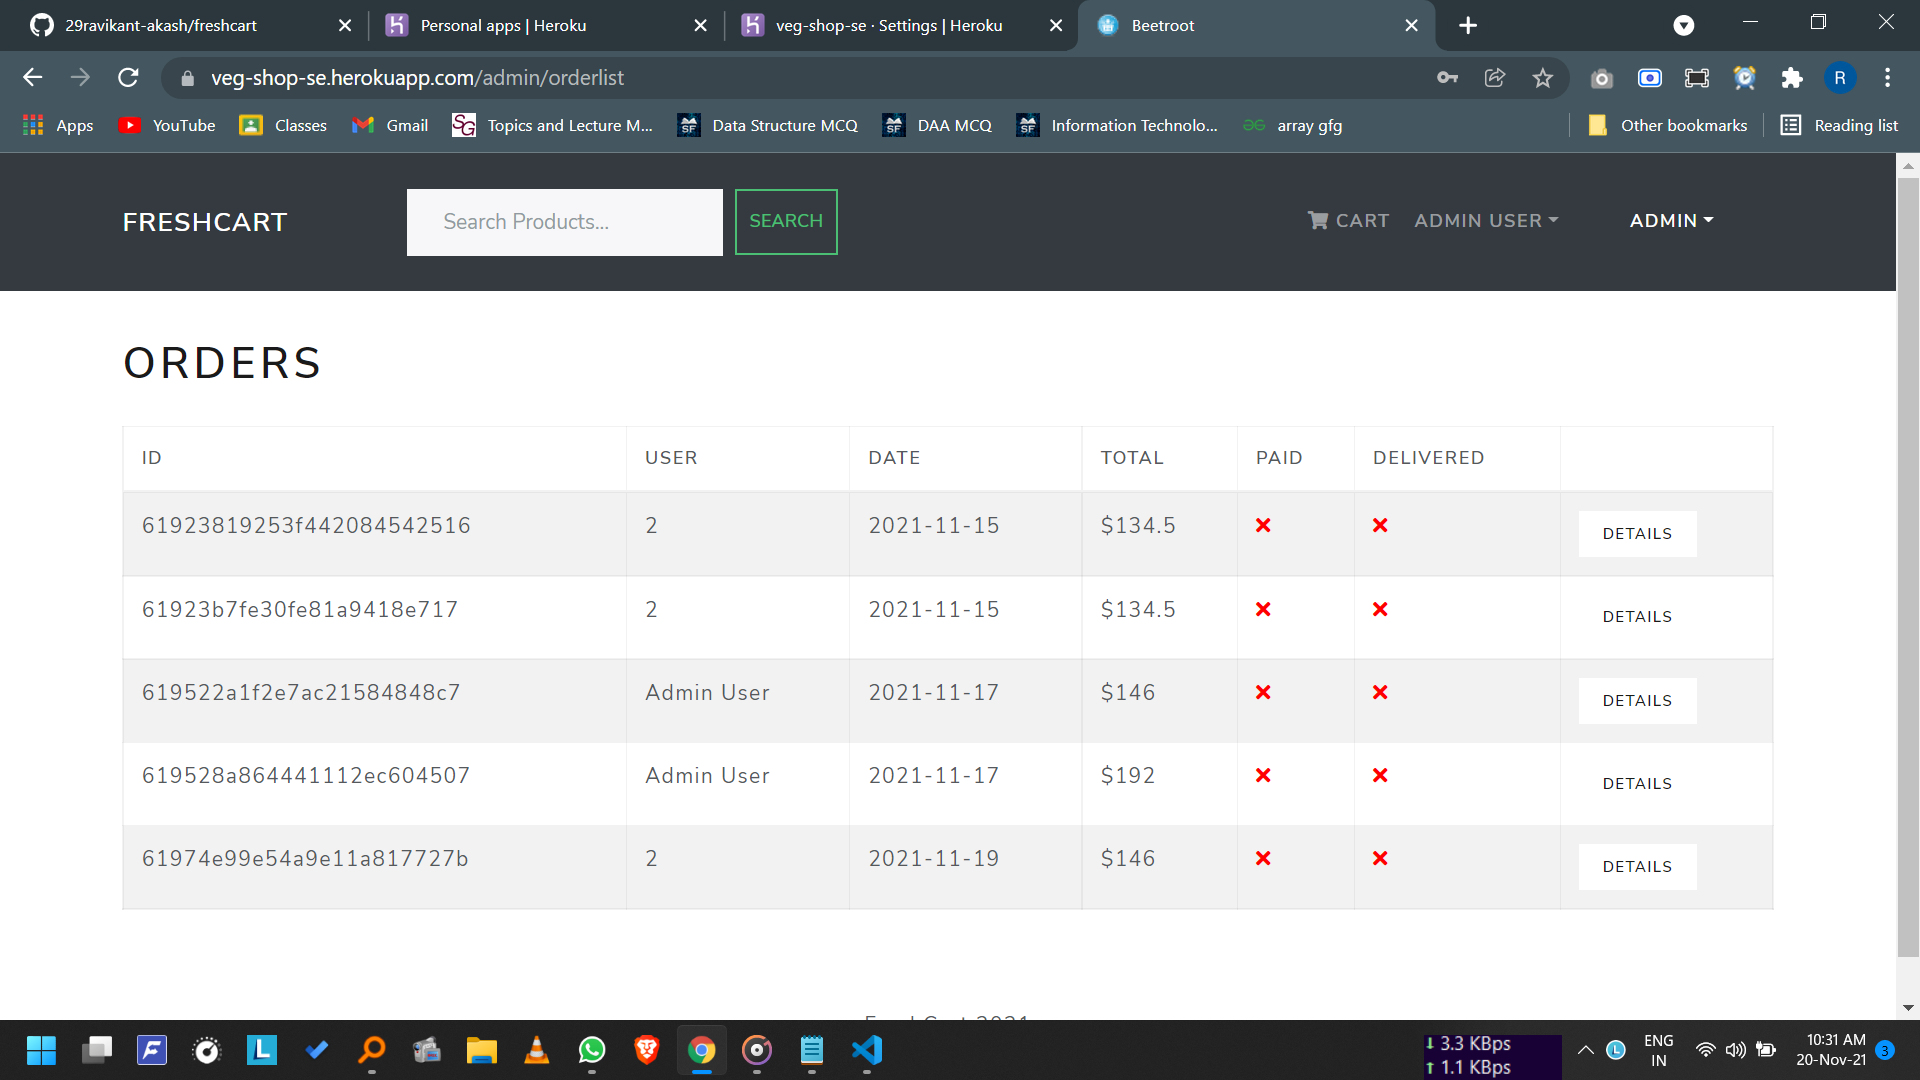 29ravikant-akash/freshcart
Personal apps | Heroku
veg-shop-se · Settings | Heroku
Beetroot
veg-shop-se.herokuapp.com/admin/orderlist
R
Apps
YouTube
Classes
Gmail
Topics and Lecture M...
Data Structure MCQ
DAA MCQ
Information Technolo...
array gfg
Other bookmarks
Reading list
FRESHCART
Search Products...
SEARCH
CART
ADMIN USER
ADMIN
ORDERS
ID USER DATE TOTAL PAID DELIVERED
61923819253f442084542516 2 2021-11-15 $134.5 DETAILS
61923b7fe30fe81a9418e717 2 2021-11-15 $134.5 DETAILS
619522a1f2e7ac21584848c7 Admin User 2021-11-17 $146 DETAILS
619528a864441112ec604507 Admin User 2021-11-17 $192 DETAILS
61974e99e54a9e11a817727b 2 2021-11-19 $146 DETAILS
3.3 KBps
1.1 KBps
ENG
IN
10:31 AM
20-Nov-21
3